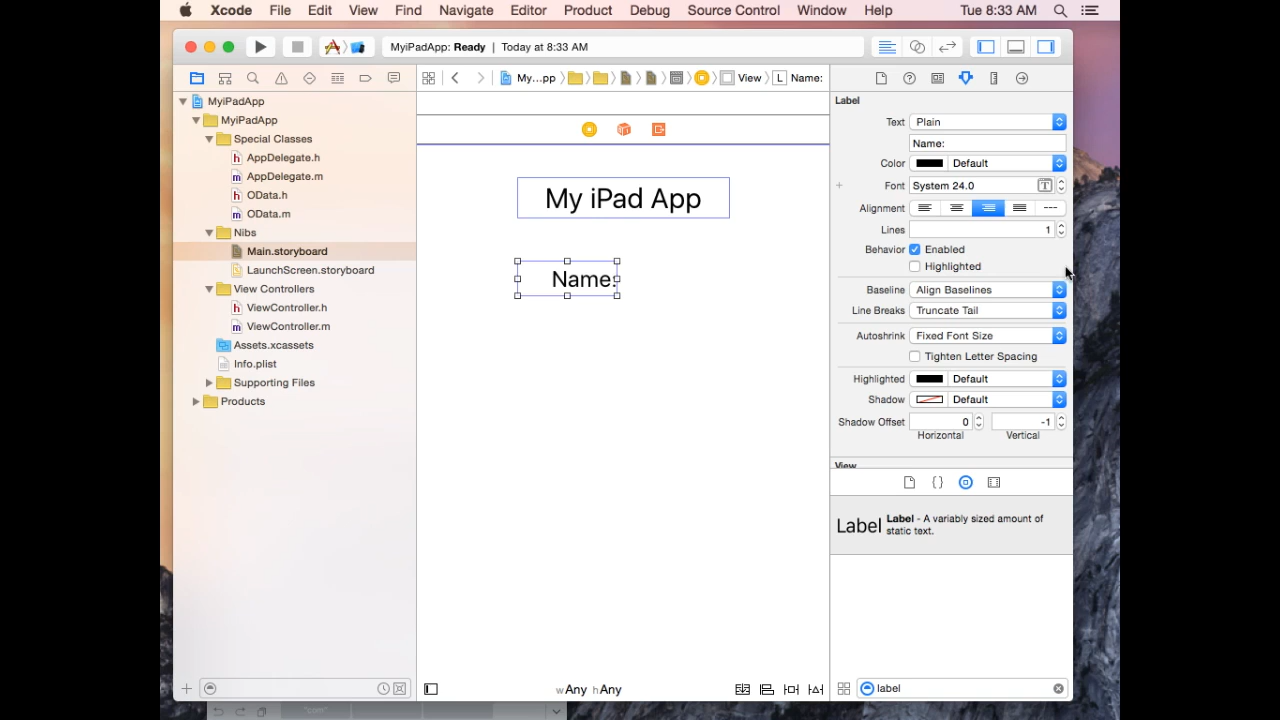 Xcode File Edit View Find Navigate Editor Product Debug Source Control Window Help Tue 8:33 AM
MyiPadApp: Ready | Today at 8:33 AM
My...pp View L Name:
MyiPadApp
MyiPadApp
Special Classes
h AppDelegate.h
m AppDelegate.m
h OData.h
m OData.m
Nibs
Main.storyboard
LaunchScreen.storyboard
View Controllers
h ViewController.h
m ViewController.m
Assets.xcassets
Info.plist
Supporting Files
Products
My iPad App
Name:
wAny hAny
Label
Text Plain
Name:
Color Default
Font System 24.0 T
Alignment
Lines 1
Behavior Enabled
Highlighted
Baseline Align Baselines
Line Breaks Truncate Tail
Autoshrink Fixed Font Size
Tighten Letter Spacing
Highlighted Default
Shadow Default
Shadow Offset 0 -1
Horizontal Vertical
View
{ }
Label Label - A variably sized amount of
static text.
label